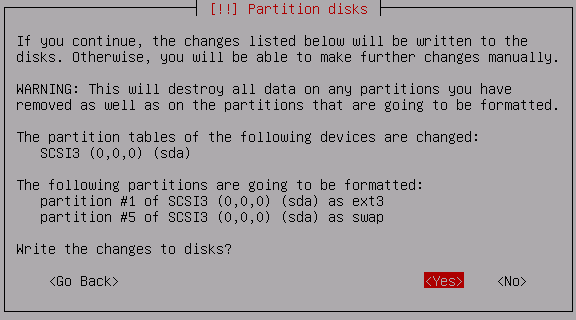 [!!] Partition disks
If you continue, the changes listed below will be written to the
disks. Otherwise, you will be able to make further changes manually.
WARNING: This will destroy all data on any partitions you have
removed as well as on the partitions that are going to be formatted.
The partition tables of the following devices are changed:
SCSI3 (0,0,0) (sda)
The following partitions are going to be formatted:
partition #1 of SCSI3 (0,0,0) (sda) as ext3
partition #5 of SCSI3 (0,0,0) (sda) as swap
Write the changes to disks?
<Go Back> <Yes> <No>